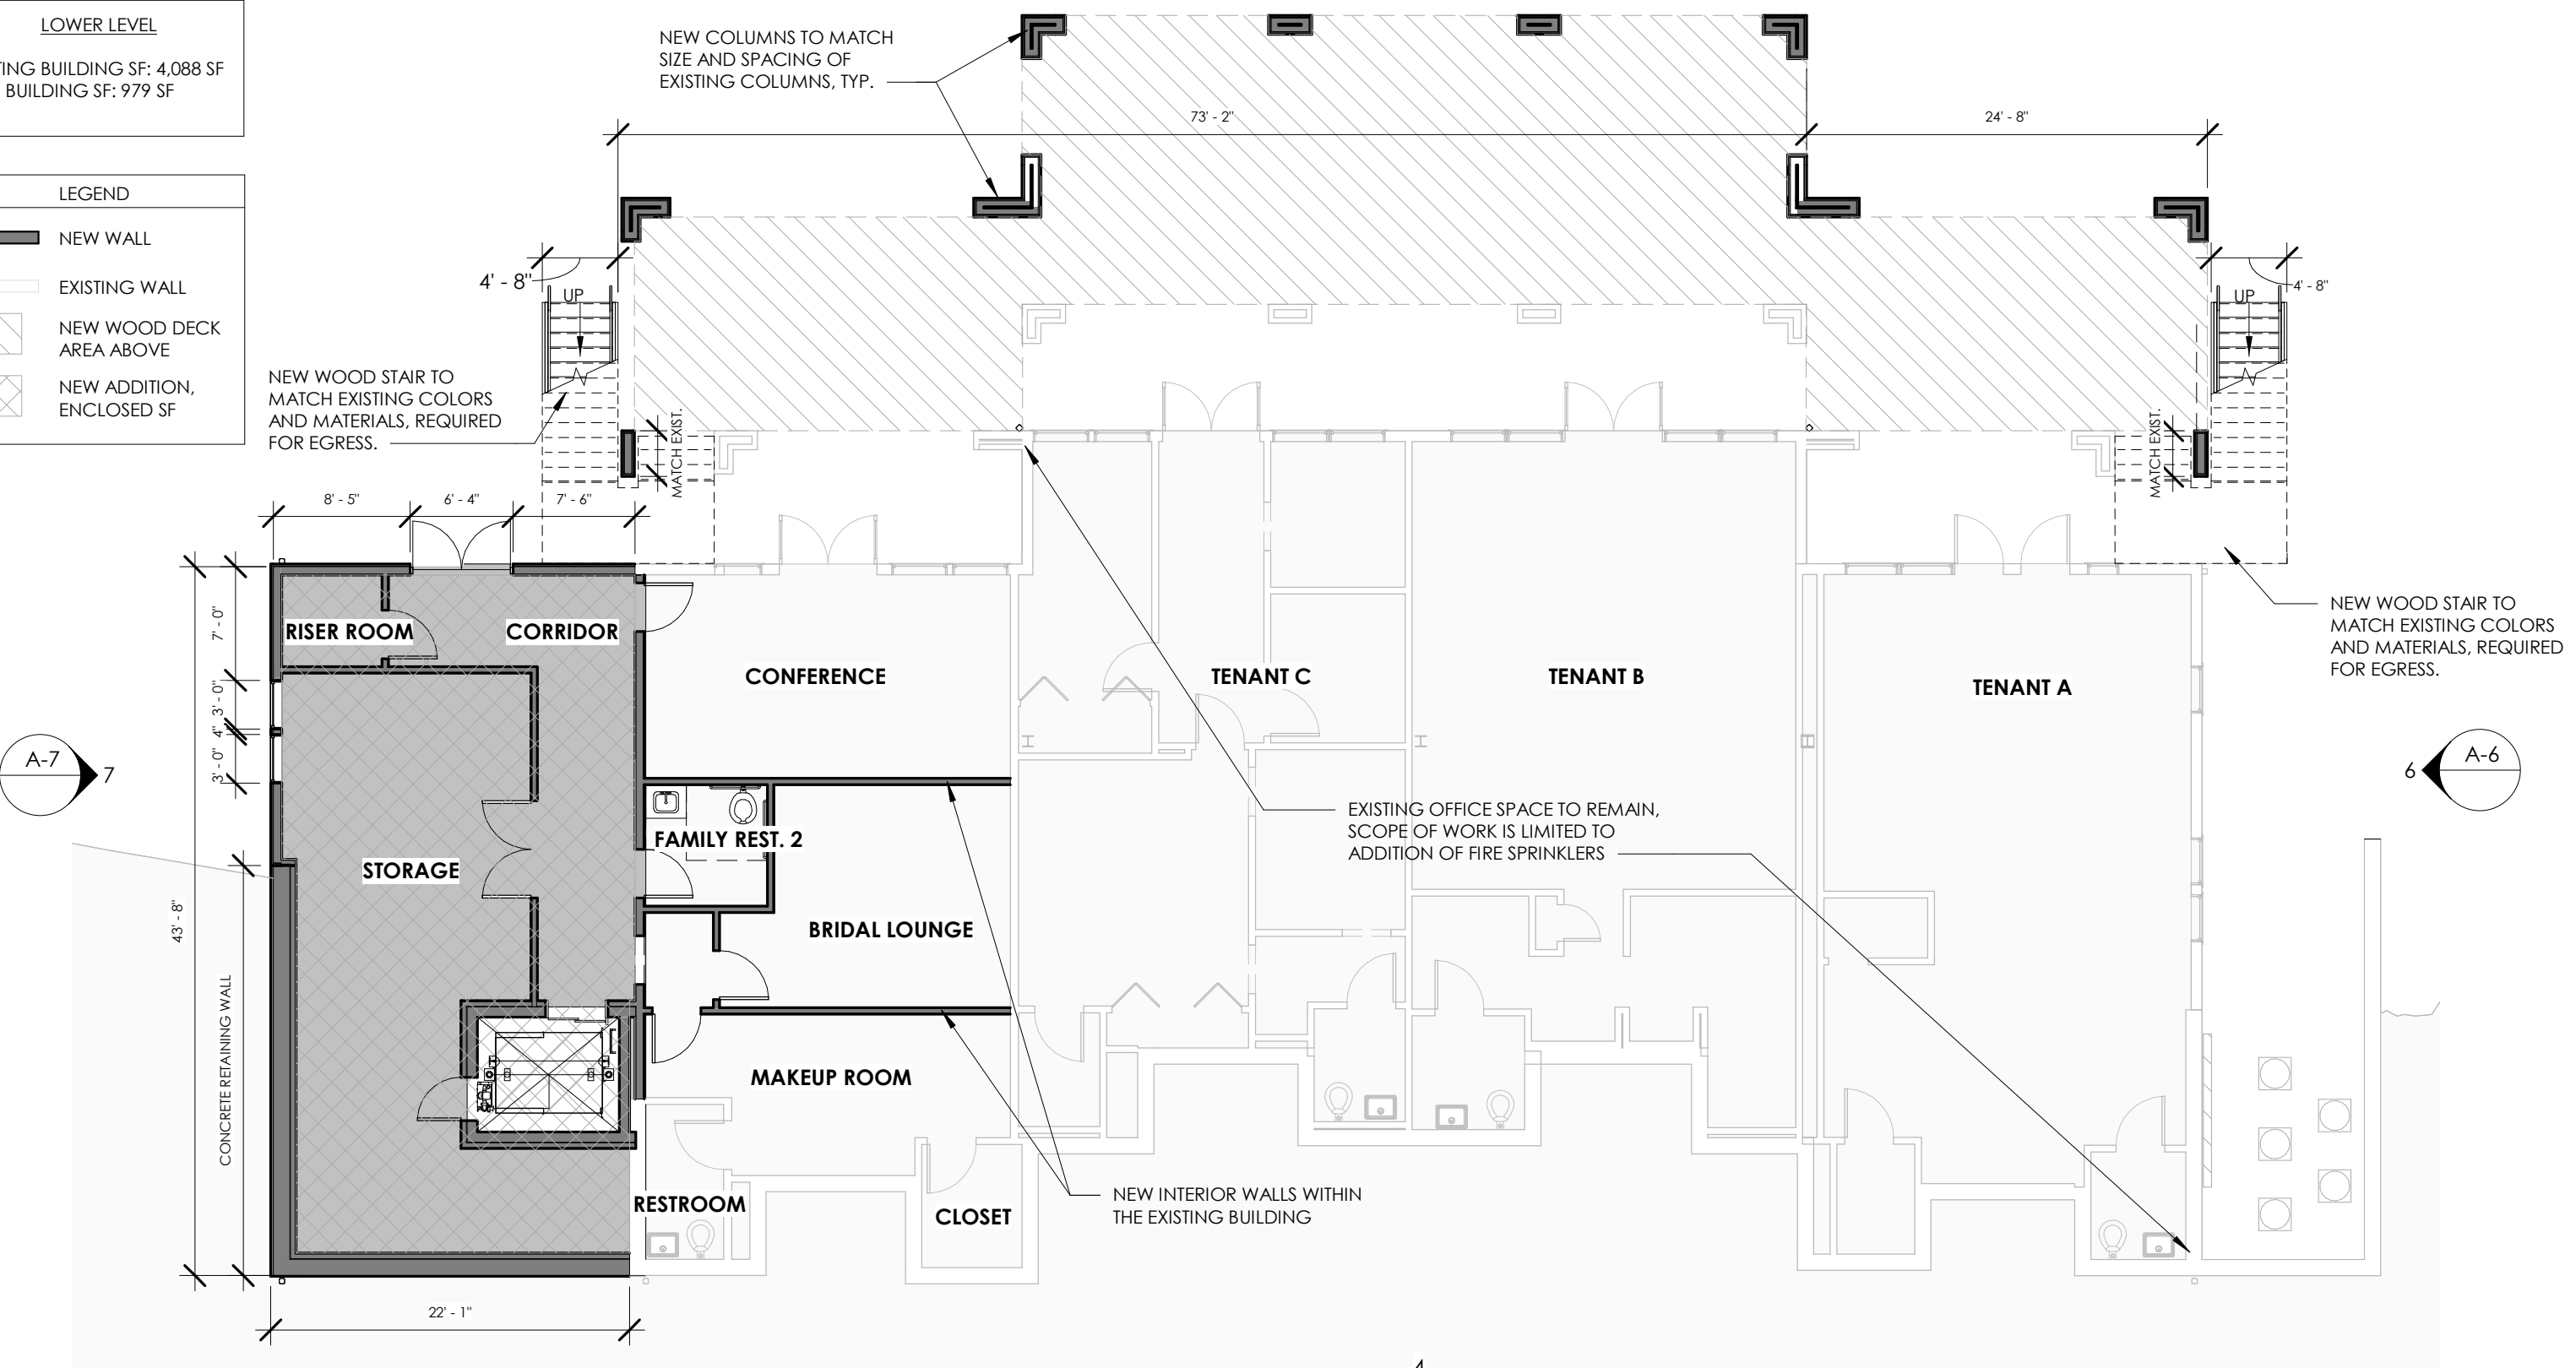 LOWER LEVEL
TING BUILDING SF: 4,088 SF
BUILDING SF: 979 SF
LEGEND
NEW WALL
EXISTING WALL
NEW WOOD DECK
AREA ABOVE
NEW ADDITION,
ENCLOSED SF
NEW COLUMNS TO MATCH
SIZE AND SPACING OF
EXISTING COLUMNS, TYP.
73' - 2"
24' - 8"
4' - 8"
UP
4' - 8"
UP
NEW WOOD STAIR TO
MATCH EXISTING COLORS
AND MATERIALS, REQUIRED
FOR EGRESS.
MATCH EXIST.
MATCH EXIST.
8' - 5"
6' - 4"
7' - 6"
7' - 0"
3' - 0"
4"
3' - 0"
43' - 8"
CONCRETE RETAINING WALL
22' - 1"
RISER ROOM
CORRIDOR
CONFERENCE
TENANT C
TENANT B
TENANT A
NEW WOOD STAIR TO
MATCH EXISTING COLORS
AND MATERIALS, REQUIRED
FOR EGRESS.
A-7
7
A-6
6
EXISTING OFFICE SPACE TO REMAIN,
SCOPE OF WORK IS LIMITED TO
ADDITION OF FIRE SPRINKLERS
FAMILY REST. 2
STORAGE
BRIDAL LOUNGE
MAKEUP ROOM
RESTROOM
CLOSET
NEW INTERIOR WALLS WITHIN
THE EXISTING BUILDING
4